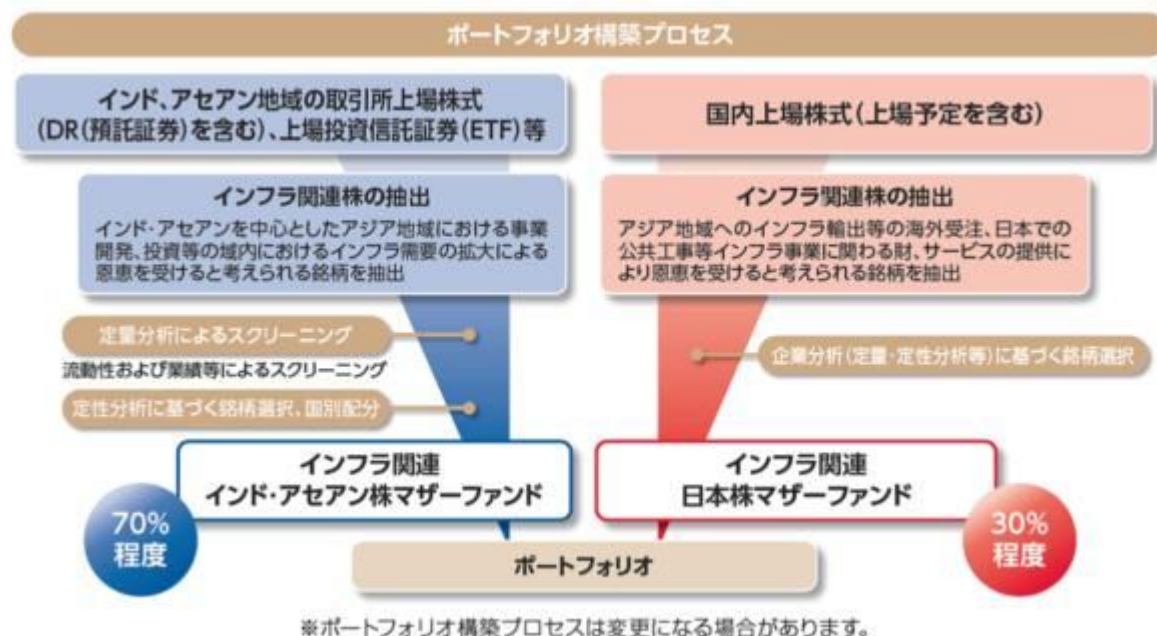 ポートフォリオ構築プロセス
インド、アセアン地域の取引所上場株式
(DR(預託証券)を含む)、上場投資信託証券(ETF)等
インフラ関連株の抽出
インド・アセアンを中心としたアジア地域における事業
開発、投資等の域内におけるインフラ需要の拡大による
恩恵を受けると考えられる銘柄を抽出
定量分析によるスクリーニング
流動性および業績等によるスクリーニング
定性分析に基づく銘柄選択、国別配分
インフラ関連
インド・アセアン株マザーファンド
70%
程度
国内上場株式(上場予定を含む)
インフラ関連株の抽出
アジア地域へのインフラ輸出等の海外受注、日本での
公共工事等インフラ事業に関わる財、サービスの提供に
より恩恵を受けると考えられる銘柄を抽出
企業分析(定量・定性分析等)に基づく銘柄選択
インフラ関連
日本株マザーファンド
30%
程度
ポートフォリオ
※ポートフォリオ構築プロセスは変更になる場合があります。